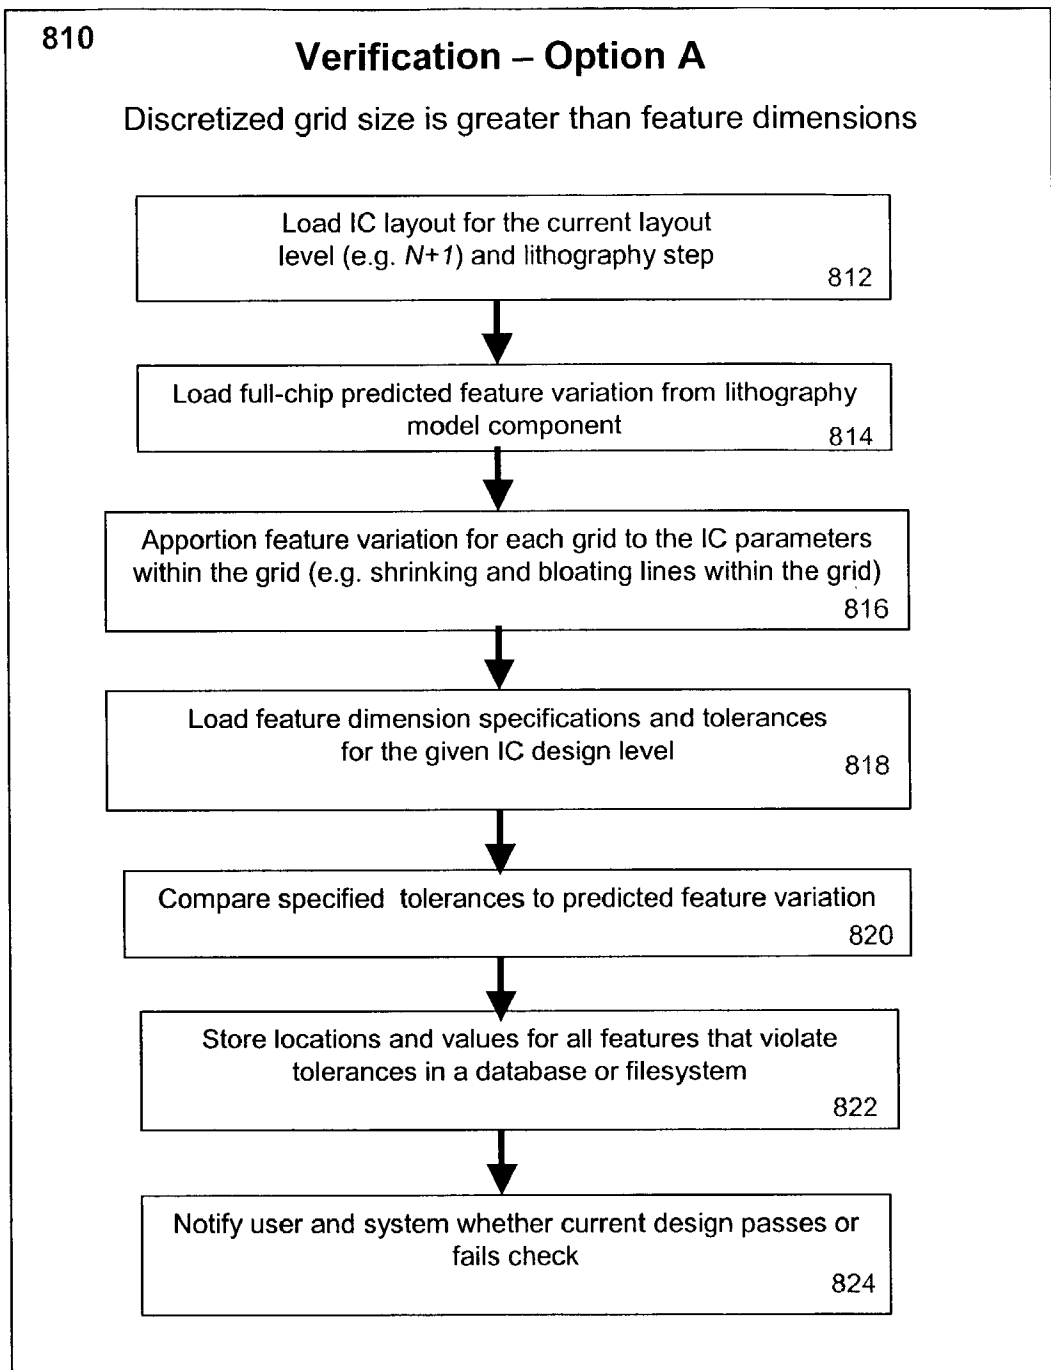 810
Verification – Option A
Discretized grid size is greater than feature dimensions
Load IC layout for the current layout
level (e.g. N+1) and lithography step
812
Load full-chip predicted feature variation from lithography
model component
814
Apportion feature variation for each grid to the IC parameters
within the grid (e.g. shrinking and bloating lines within the grid)
816
Load feature dimension specifications and tolerances
for the given IC design level
818
Compare specified tolerances to predicted feature variation
820
Store locations and values for all features that violate
tolerances in a database or filesystem
822
Notify user and system whether current design passes or
fails check
824